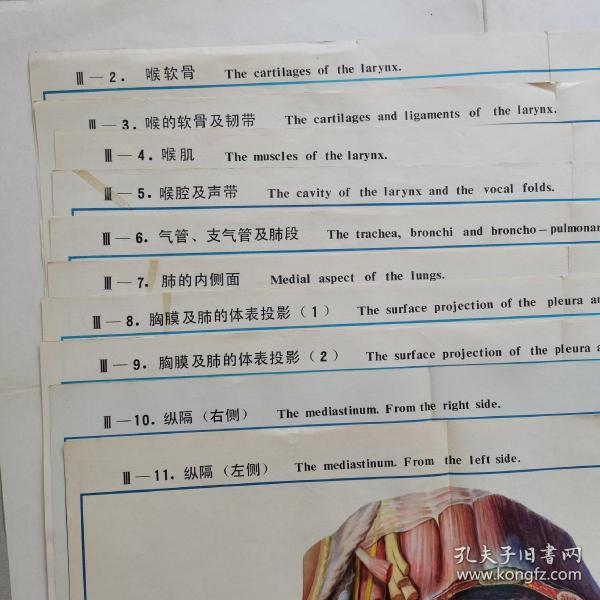 Ⅲ—2. 喉软骨 The cartilages of the larynx.
Ⅲ—3. 喉的软骨及韧带 The cartilages and ligaments of the larynx.
Ⅲ—4. 喉肌 The muscles of the larynx.
Ⅲ—5. 喉腔及声带 The cavity of the larynx and the vocal folds.
Ⅲ—6. 气管、支气管及肺段 The trachea, bronchi and broncho-pulmonar
Ⅲ—7. 肺的内侧面 Medial aspect of the lungs.
Ⅲ—8. 胸膜及肺的体表投影(1) The surface projection of the pleura an
Ⅲ—9. 胸膜及肺的体表投影(2) The surface projection of the pleura a
Ⅲ—10. 纵隔(右侧) The mediastinum. From the right side.
Ⅲ—11. 纵隔(左侧) The mediastinum. From the left side.
孔夫子旧书网
www.kongfz.com